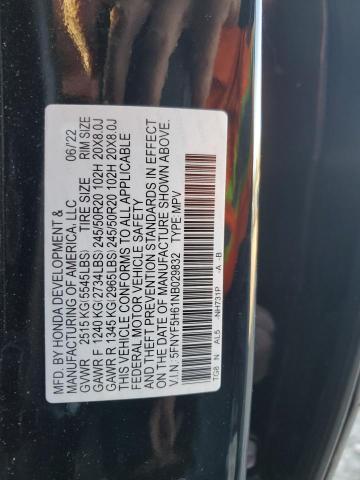 MFD. BY HONDA DEVELOPMENT & 06/22
MANUFACTURING OF AMERICA, LLC
GVWR 2515 KG(5545LBS) TIRE SIZE RIM SIZE
GAWR F 1240 KG(2734LBS) 245/50R20 102H 20X8.0J
GAWR R 1345 KG(2965LBS) 245/50R20 102H 20X8.0J
THIS VEHICLE CONFORMS TO ALL APPLICABLE
FEDERAL MOTOR VEHICLE SAFETY
AND THEFT PREVENTION STANDARDS IN EFFECT
ON THE DATE OF MANUFACTURE SHOWN ABOVE.
V.I.N.: 5FNYF5H61NB029832 TYPE: MPV
TG8 N AL5 -NH731P -A -B